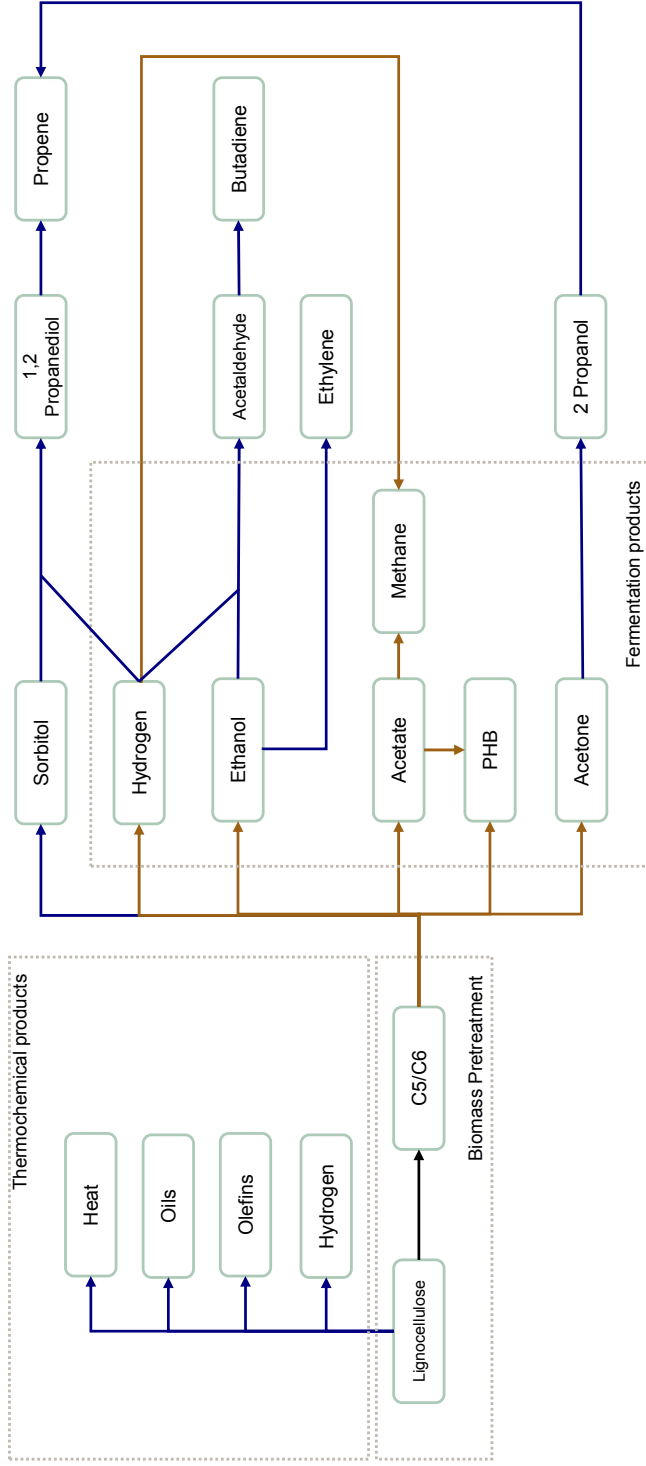 Thermochemical products
Heat
Oils
Olefins
Hydrogen
Lignocellulose
C5/C6
Biomass Pretreatment
Sorbitol
1,2
Propanediol
Propene
Hydrogen
Ethanol
Acetaldehyde
Butadiene
Ethylene
Acetate
Methane
PHB
Acetone
2 Propanol
Fermentation products